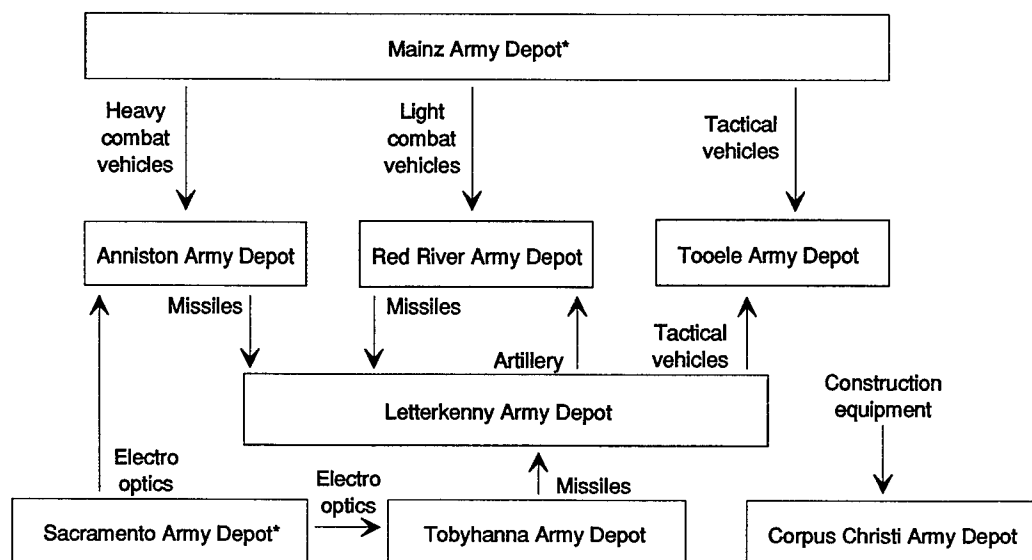 Mainz Army Depot*
Heavy
combat
vehicles
Light
combat
vehicles
Tactical
vehicles
Anniston Army Depot
Red River Army Depot
Tooele Army Depot
Missiles
Missiles
Artillery
Tactical
vehicles
Letterkenny Army Depot
Construction
equipment
Electro
optics
Electro
optics
Missiles
Sacramento Army Depot*
Tobyhanna Army Depot
Corpus Christi Army Depot